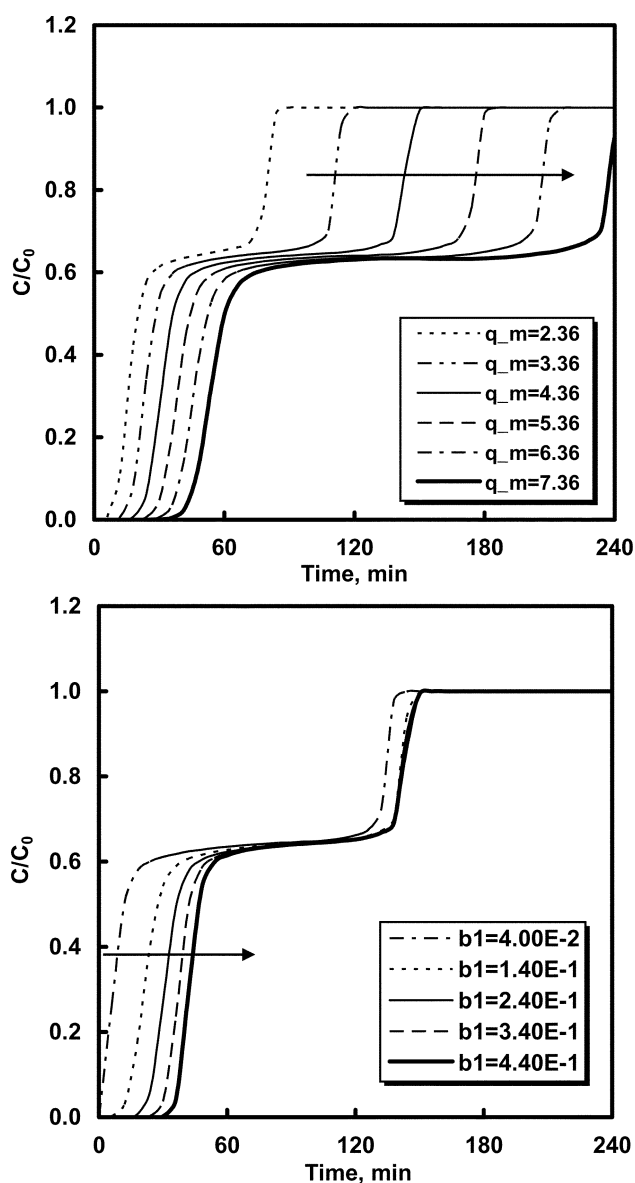 1.2
1.0
0.8
0.6
0.4
0.2
0.0
C/C0
q_m=2.36
q_m=3.36
q_m=4.36
q_m=5.36
q_m=6.36
q_m=7.36
0 60 120 180 240
Time, min
1.2
1.0
0.8
0.6
0.4
0.2
0.0
C/C0
b1=4.00E-2
b1=1.40E-1
b1=2.40E-1
b1=3.40E-1
b1=4.40E-1
0 60 120 180 240
Time, min